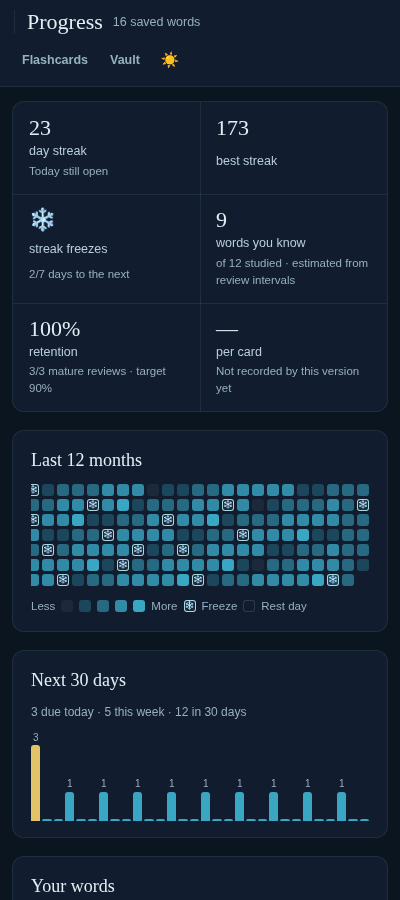 Progress 16 saved words
Flashcards Vault
23
day streak
Today still open
173
best streak
streak freezes
2/7 days to the next
9
words you know
of 12 studied · estimated from
review intervals
100%
retention
3/3 mature reviews · target
90%
—
per card
Not recorded by this version
yet
Last 12 months
Less More Freeze Rest day
Next 30 days
3 due today · 5 this week · 12 in 30 days
3
1 1 1 1 1 1 1 1 1
Your words